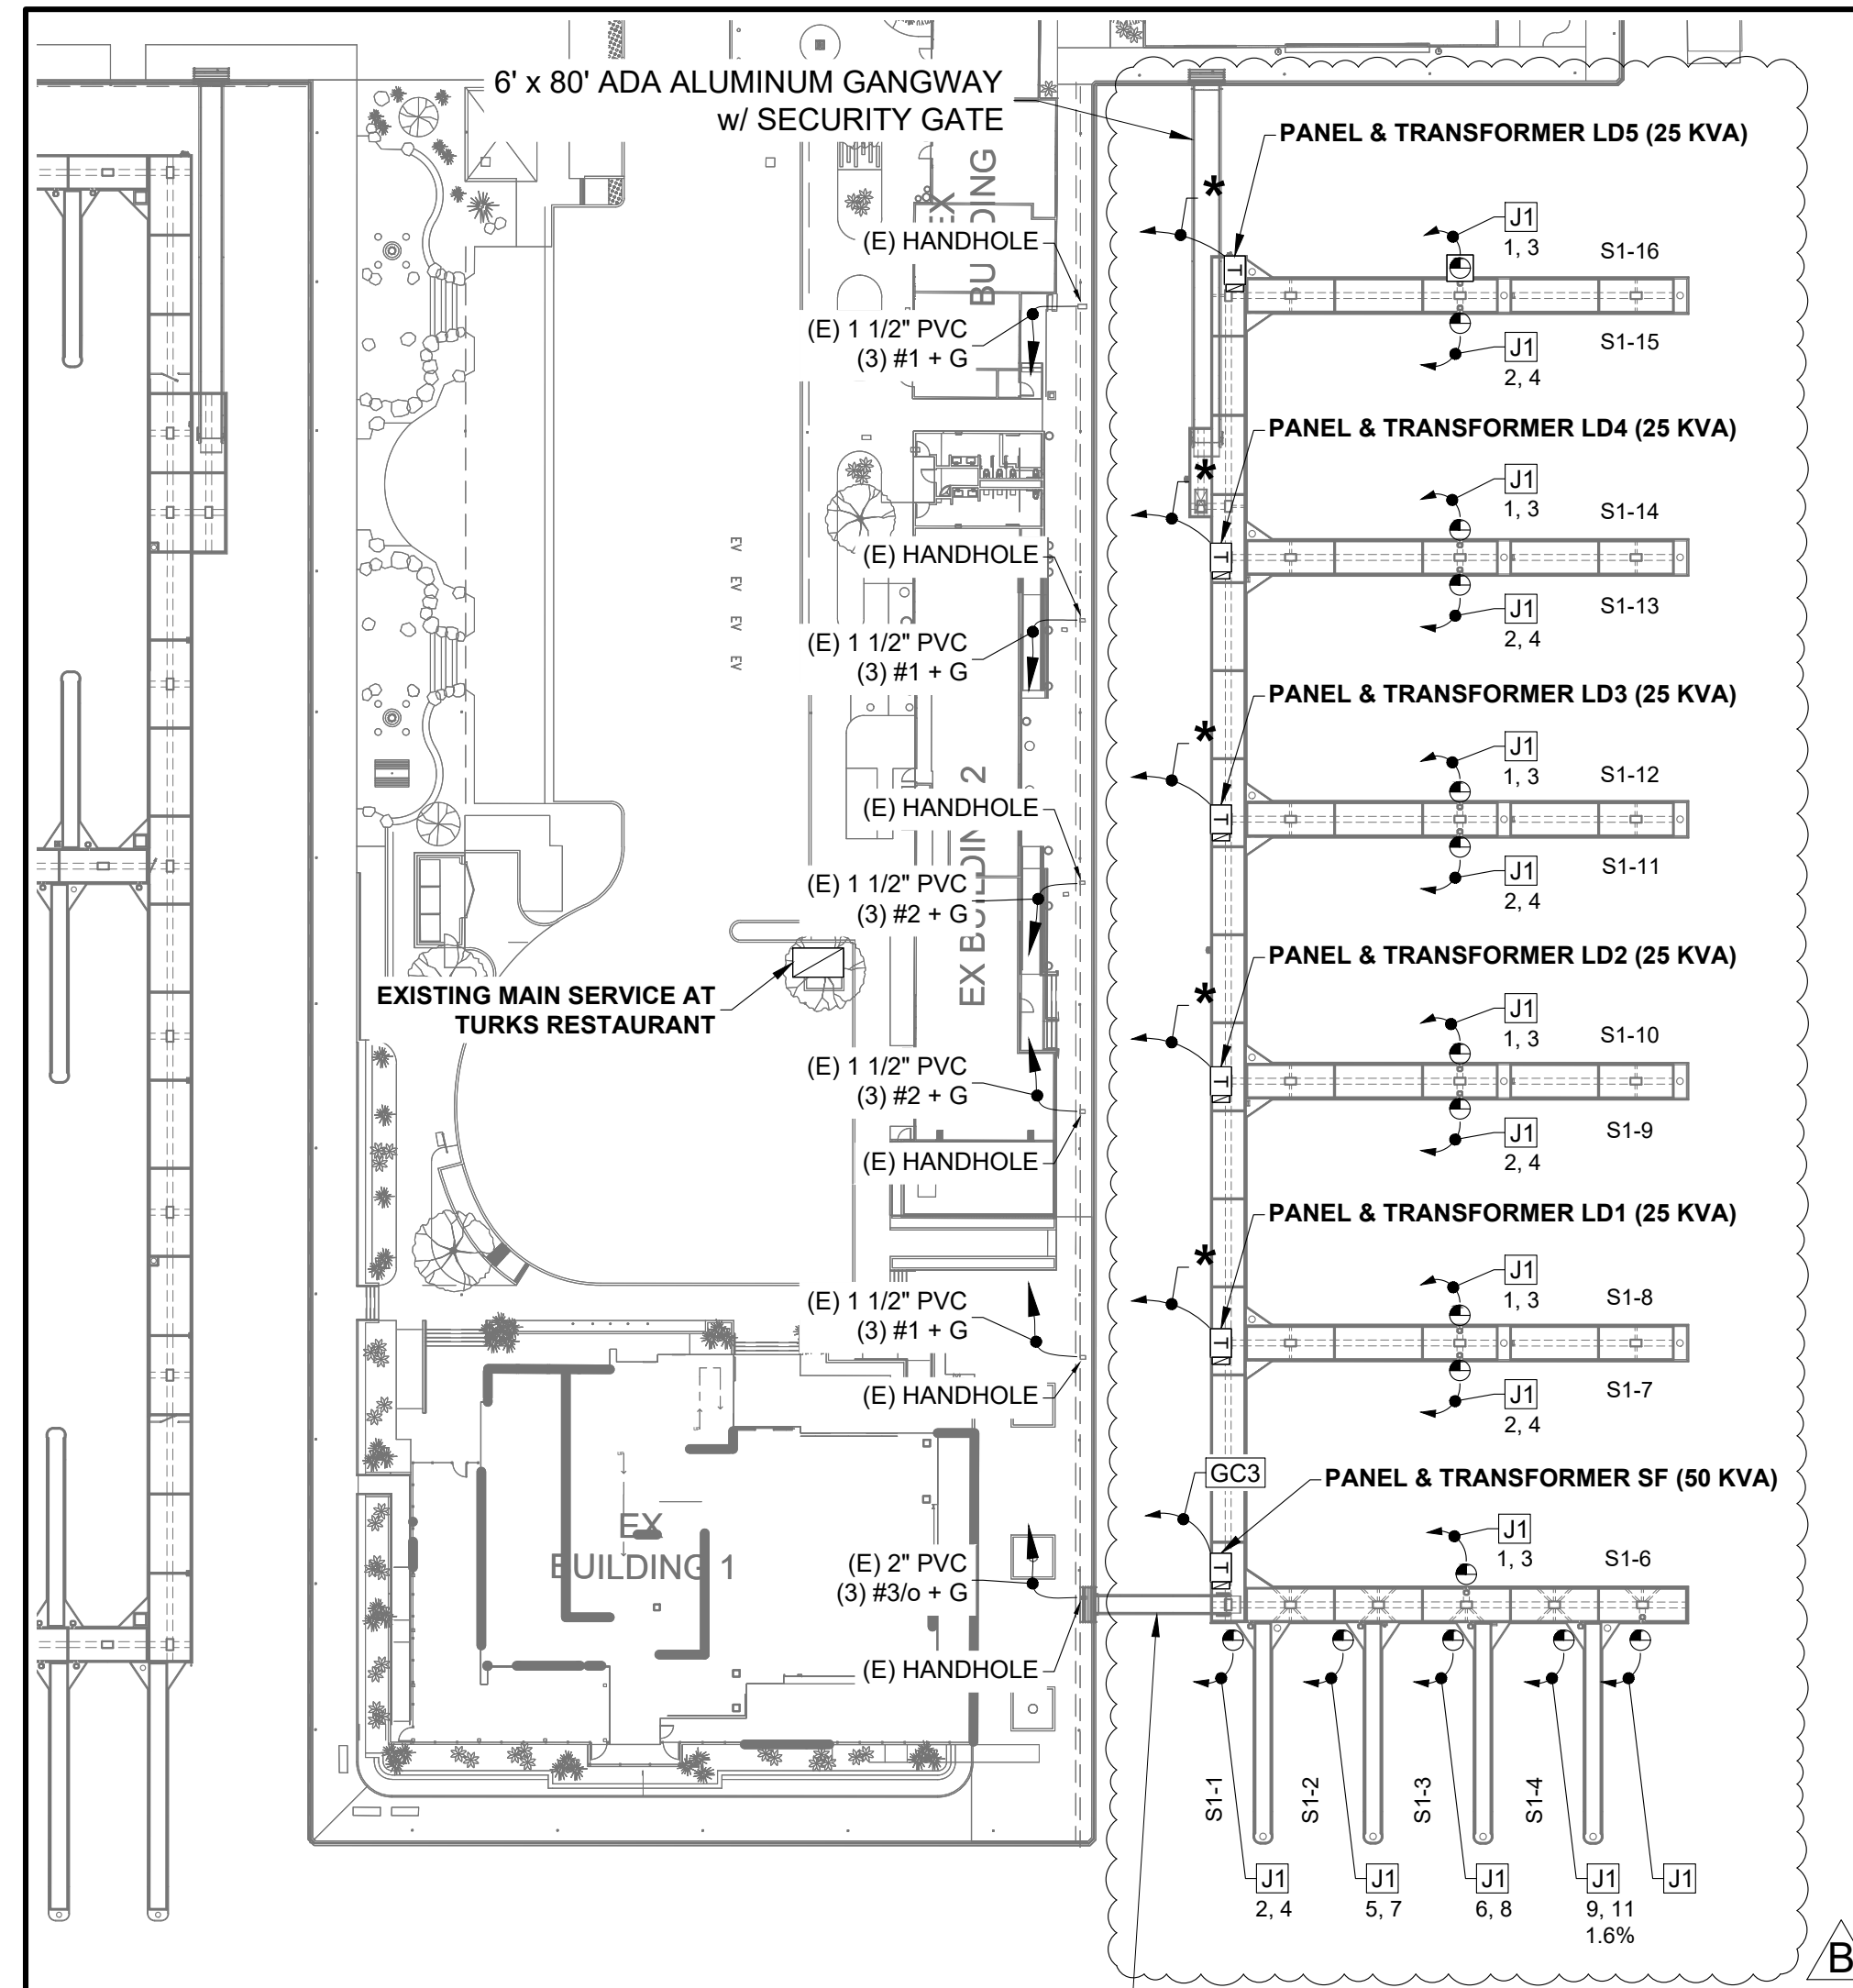 6' x 80' ADA ALUMINUM GANGWAY
w/ SECURITY GATE
PANEL & TRANSFORMER LD5 (25 KVA)
*
J1
1, 3
S1-16
EX
BUILDING
(E) HANDHOLE
(E) 1 1/2" PVC
(3) #1 + G
S1-15
J1
2, 4
PANEL & TRANSFORMER LD4 (25 KVA)
*
J1
1, 3
S1-14
(E) HANDHOLE
EV
EV
EV
EV
S1-13
J1
2, 4
(E) 1 1/2" PVC
(3) #1 + G
PANEL & TRANSFORMER LD3 (25 KVA)
*
J1
1, 3
S1-12
(E) HANDHOLE
EX BUILDING 2
S1-11
J1
2, 4
(E) 1 1/2" PVC
(3) #2 + G
PANEL & TRANSFORMER LD2 (25 KVA)
*
EXISTING MAIN SERVICE AT
TURKS RESTAURANT
J1
1, 3
S1-10
(E) 1 1/2" PVC
(3) #2 + G
S1-9
J1
2, 4
(E) HANDHOLE
PANEL & TRANSFORMER LD1 (25 KVA)
*
J1
1, 3
S1-8
(E) 1 1/2" PVC
(3) #1 + G
S1-7
J1
2, 4
(E) HANDHOLE
GC3
PANEL & TRANSFORMER SF (50 KVA)
J1
1, 3
S1-6
EX
BUILDING 1
(E) 2" PVC
(3) #3/o + G
(E) HANDHOLE
S1-1
S1-2
S1-3
S1-4
J1
2, 4
J1
5, 7
J1
6, 8
J1
9, 11
1.6%
J1
T
T
T
T
T
T
B